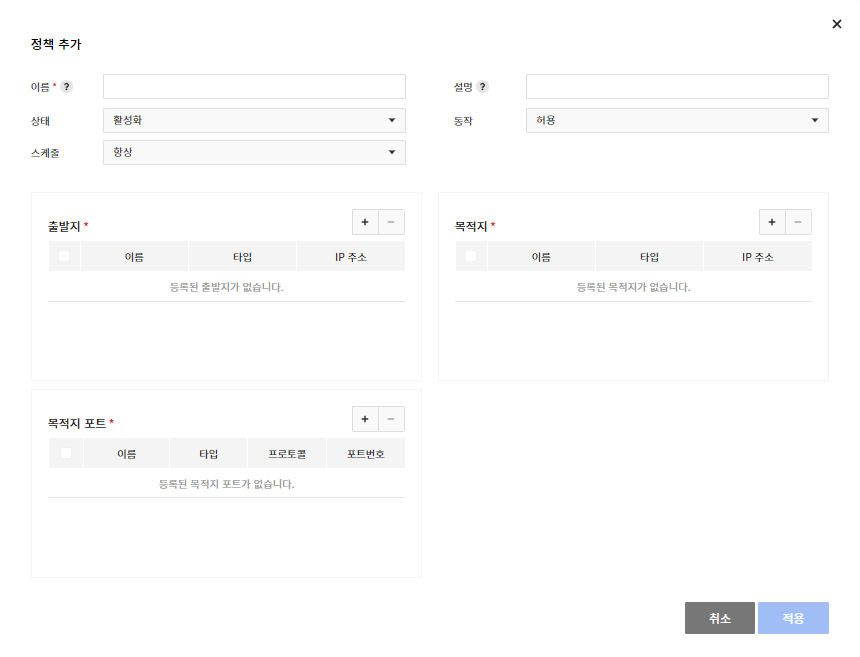 정책 추가
이름 * ? 설명 ?
상태 활성화 동작 허용
스케줄 항상
출발지 * + − 목적지 * + −
이름 타입 IP 주소 이름 타입 IP 주소
등록된 출발지가 없습니다. 등록된 목적지가 없습니다.
목적지 포트 * + −
이름 타입 프로토콜 포트번호
등록된 목적지 포트가 없습니다.
취소 적용